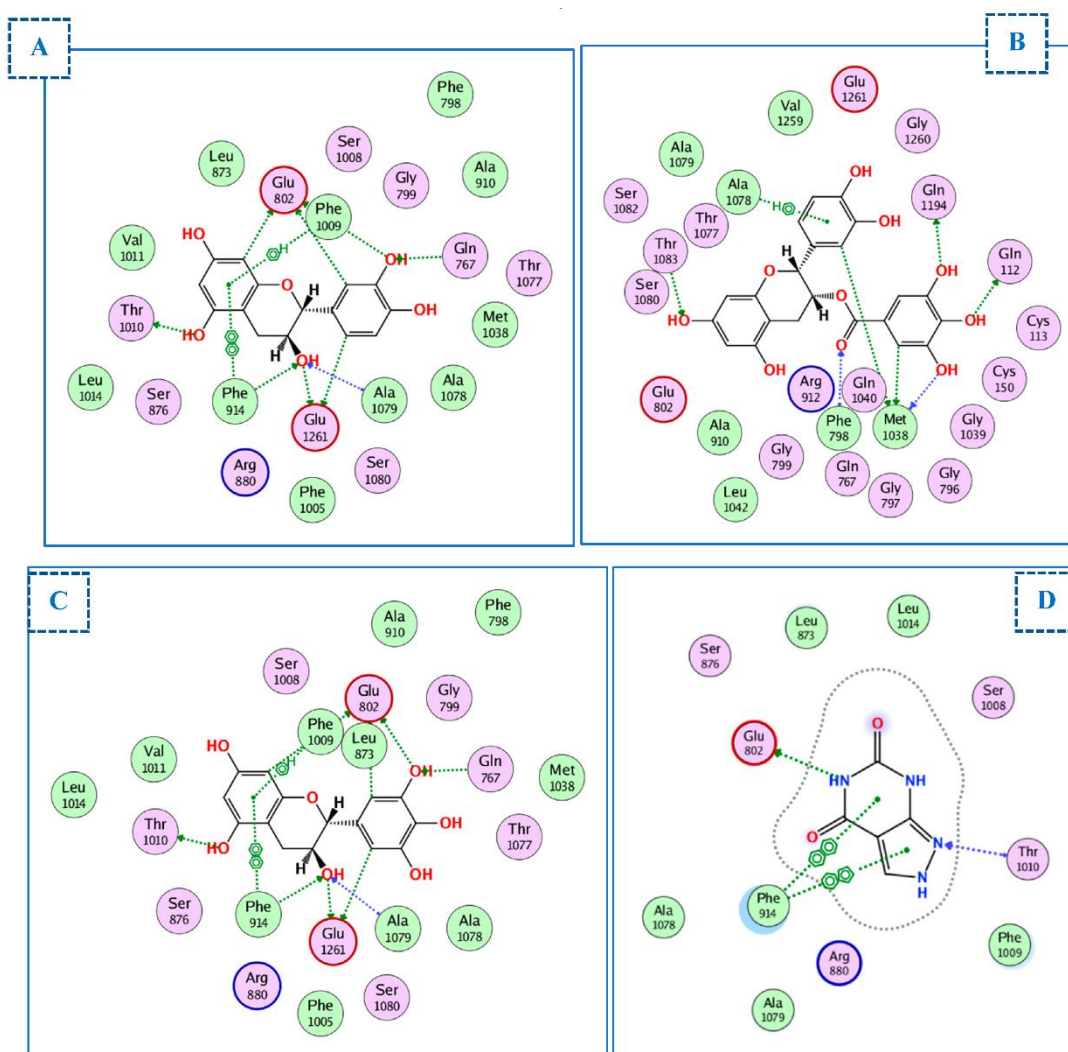 A
Phe
798
Ser
1008
Leu
873
Glu
802
Gly
799
Ala
910
Phe
1009
H
HO
OH
Val
1011
Gln
767
O
H
OH
Thr
1077
Thr
1010
OH
Met
1038
H
OH
Leu
1014
Ser
876
Phe
914
Ala
1079
Ala
1078
Glu
1261
Arg
880
Ser
1080
Phe
1005
B
Glu
1261
Val
1259
Gly
1260
Ala
1079
OH
Ala
1078
H
Gln
1194
Ser
1082
OH
Thr
1077
Thr
1083
H
O
OH
Gln
112
Ser
1080
O
HO
H
OH
Cys
113
O
OH
OH
Cys
150
Arg
912
Gln
1040
Glu
802
Phe
798
Met
1038
Gly
1039
Ala
910
Gly
799
Gln
767
Gly
797
Gly
796
Leu
1042
C
Ala
910
Phe
798
Ser
1008
Glu
802
Gly
799
Phe
1009
Leu
873
HO
H
OH
Gln
767
Val
1011
Met
1038
Leu
1014
O
H
OH
Thr
1010
OH
Thr
1077
H
OH
OH
Ser
876
Phe
914
Ala
1079
Ala
1078
Glu
1261
Arg
880
Ser
1080
Phe
1005
D
Leu
873
Leu
1014
Ser
876
Ser
1008
Glu
802
O
HN
NH
O
N
Thr
1010
N
H
Phe
914
Ala
1078
Arg
880
Phe
1009
Ala
1079